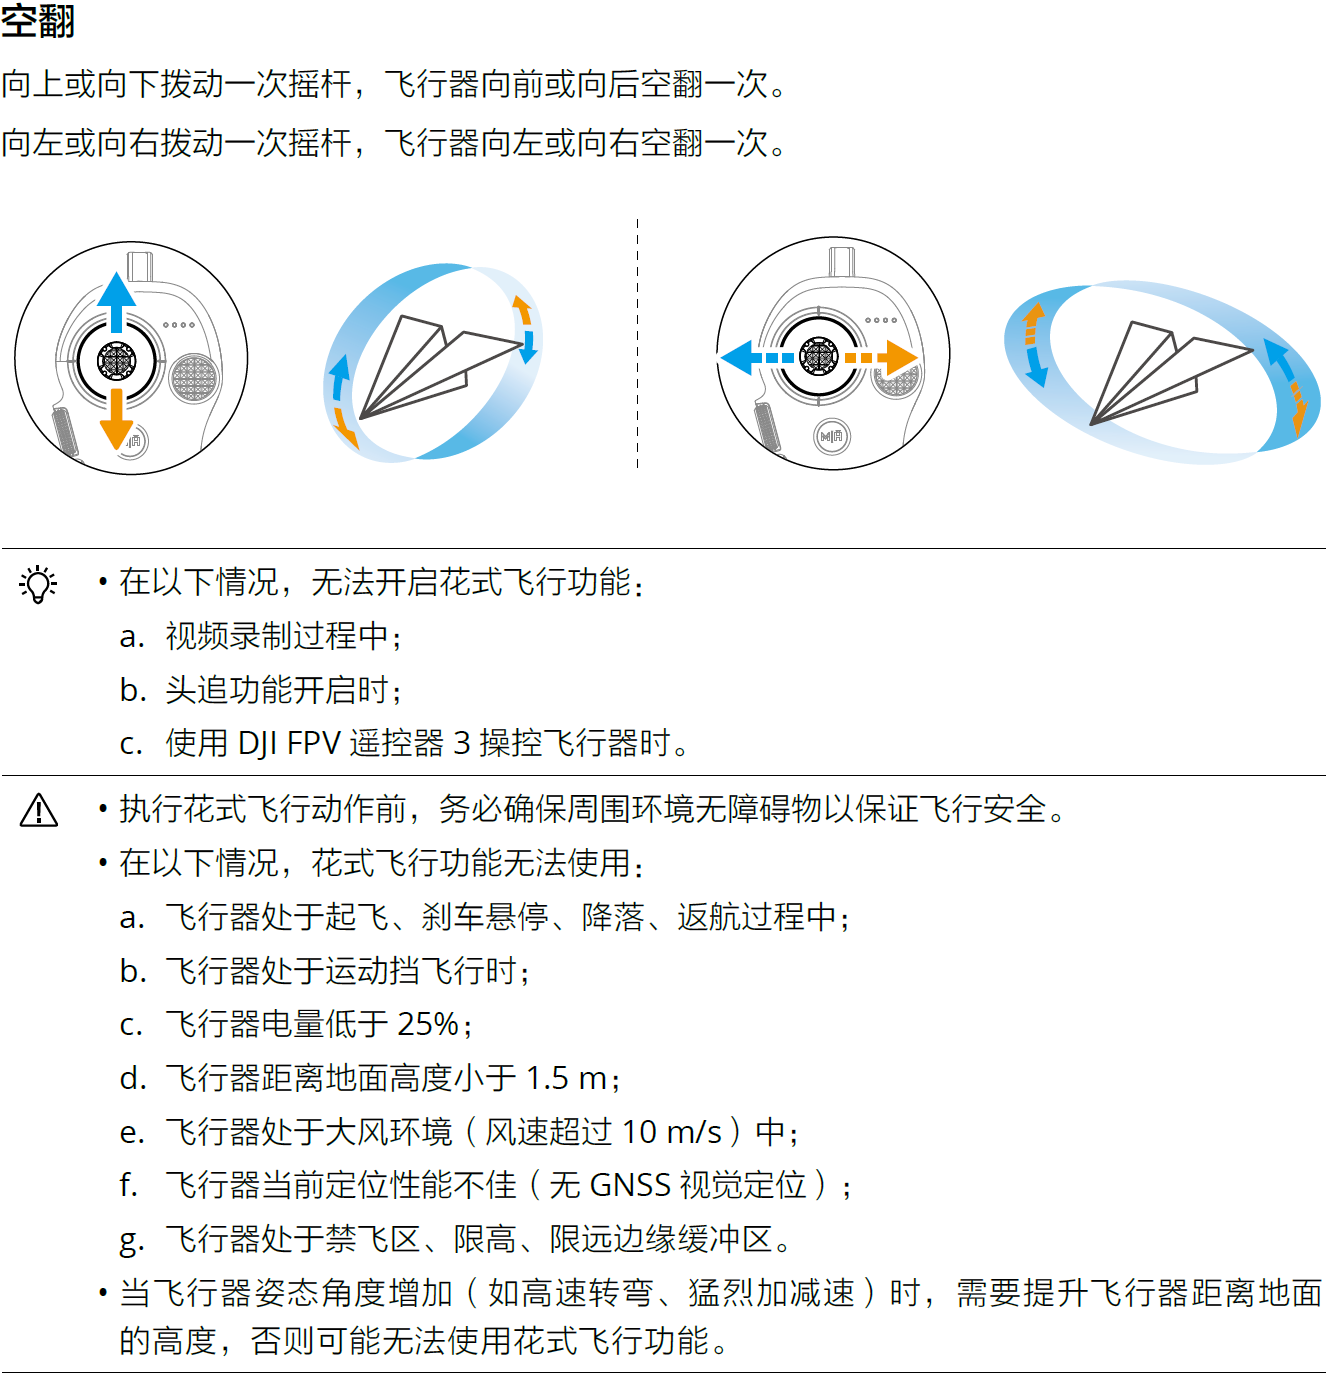 空翻
向上或向下拨动一次摇杆，飞行器向前或向后空翻一次。
向左或向右拨动一次摇杆，飞行器向左或向右空翻一次。
M|A
• 在以下情况，无法开启花式飞行功能：
a. 视频录制过程中；
b. 头追功能开启时；
c. 使用 DJI FPV 遥控器 3 操控飞行器时。
• 执行花式飞行动作前，务必确保周围环境无障碍物以保证飞行安全。
• 在以下情况，花式飞行功能无法使用：
a. 飞行器处于起飞、刹车悬停、降落、返航过程中；
b. 飞行器处于运动挡飞行时；
c. 飞行器电量低于 25%；
d. 飞行器距离地面高度小于 1.5 m；
e. 飞行器处于大风环境（风速超过 10 m/s）中；
f. 飞行器当前定位性能不佳（无 GNSS 视觉定位）；
g. 飞行器处于禁飞区、限高、限远边缘缓冲区。
• 当飞行器姿态角度增加（如高速转弯、猛烈加减速）时，需要提升飞行器距离地面
的高度，否则可能无法使用花式飞行功能。